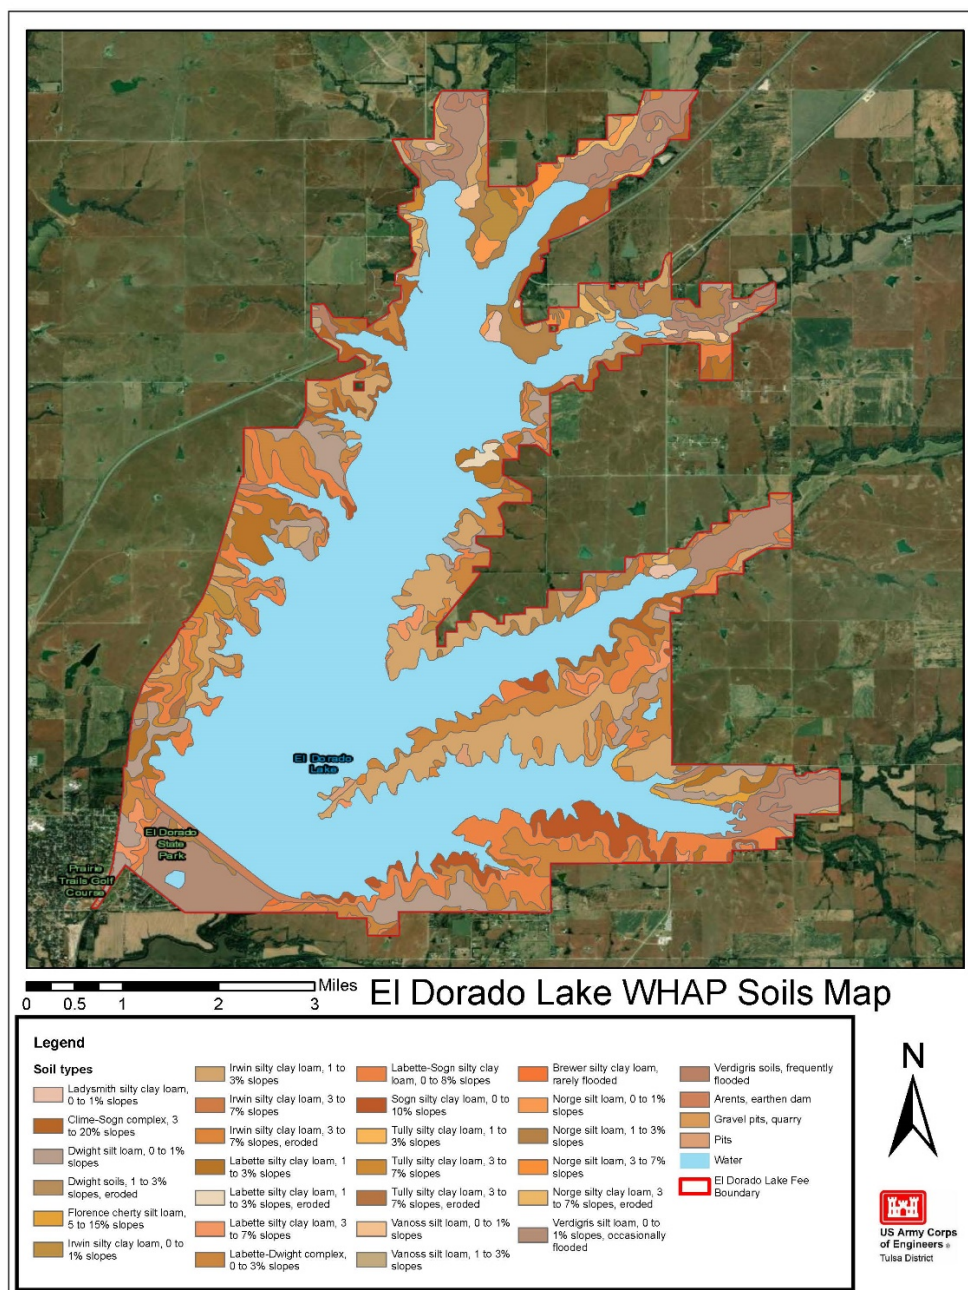 El Dorado
Lake
El Dorado
State
Park
Prairie
Trails Golf
Course
Miles
0 0.5 1 2 3
El Dorado Lake WHAP Soils Map
Legend
Soil types
Ladysmith silty clay loam,
0 to 1% slopes
Clime-Sogn complex, 3
to 20% slopes
Dwight silt loam, 0 to 1%
slopes
Dwight soils, 1 to 3%
slopes, eroded
Florence cherty silt loam,
5 to 15% slopes
Irwin silty clay loam, 0 to
1% slopes
Irwin silty clay loam, 1 to
3% slopes
Irwin silty clay loam, 3 to
7% slopes
Irwin silty clay loam, 3 to
7% slopes, eroded
Labette silty clay loam, 1
to 3% slopes
Labette silty clay loam, 1
to 3% slopes, eroded
Labette silty clay loam, 3
to 7% slopes
Labette-Dwight complex,
0 to 3% slopes
Labette-Sogn silty clay
loam, 0 to 8% slopes
Sogn silty clay loam, 0 to
10% slopes
Tully silty clay loam, 1 to
3% slopes
Tully silty clay loam, 3 to
7% slopes
Tully silty clay loam, 3 to
7% slopes, eroded
Vanoss silt loam, 0 to 1%
slopes
Vanoss silt loam, 1 to 3%
slopes
Brewer silty clay loam,
rarely flooded
Norge silt loam, 0 to 1%
slopes
Norge silt loam, 1 to 3%
slopes
Norge silt loam, 3 to 7%
slopes
Norge silty clay loam, 3
to 7% slopes, eroded
Verdigris silt loam, 0 to
1% slopes, occasionally
flooded
Verdigris soils, frequently
flooded
Arents, earthen dam
Gravel pits, quarry
Pits
Water
El Dorado Lake Fee
Boundary
N
US Army Corps
of Engineers ®
Tulsa District